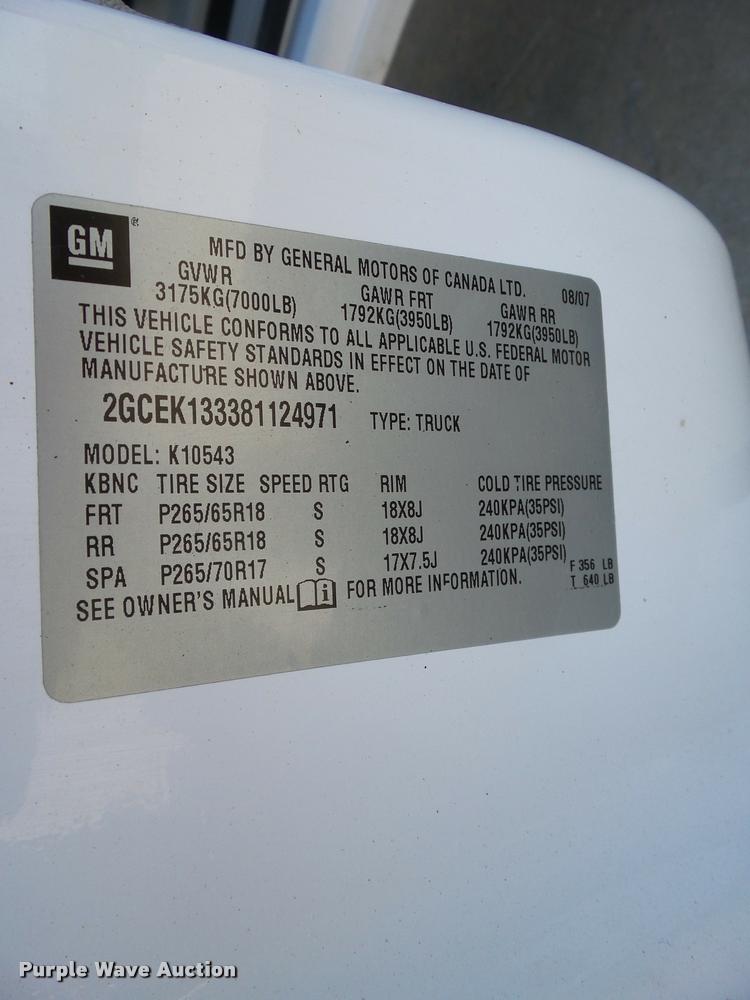 GM®
MFD BY GENERAL MOTORS OF CANADA LTD. 08/07
GVWR GAWR FRT GAWR RR
3175KG(7000LB) 1792KG(3950LB) 1792KG(3950LB)
THIS VEHICLE CONFORMS TO ALL APPLICABLE U.S. FEDERAL MOTOR
VEHICLE SAFETY STANDARDS IN EFFECT ON THE DATE OF
MANUFACTURE SHOWN ABOVE.
2GCEK133381124971 TYPE: TRUCK
MODEL: K10543
KBNC TIRE SIZE SPEED RTG RIM COLD TIRE PRESSURE
FRT P265/65R18 S 18X8J 240KPA(35PSI)
RR P265/65R18 S 18X8J 240KPA(35PSI)
SPA P265/70R17 S 17X7.5J 240KPA(35PSI) F 356 LB
SEE OWNER'S MANUAL i FOR MORE INFORMATION. T 640 LB
Purple Wave Auction